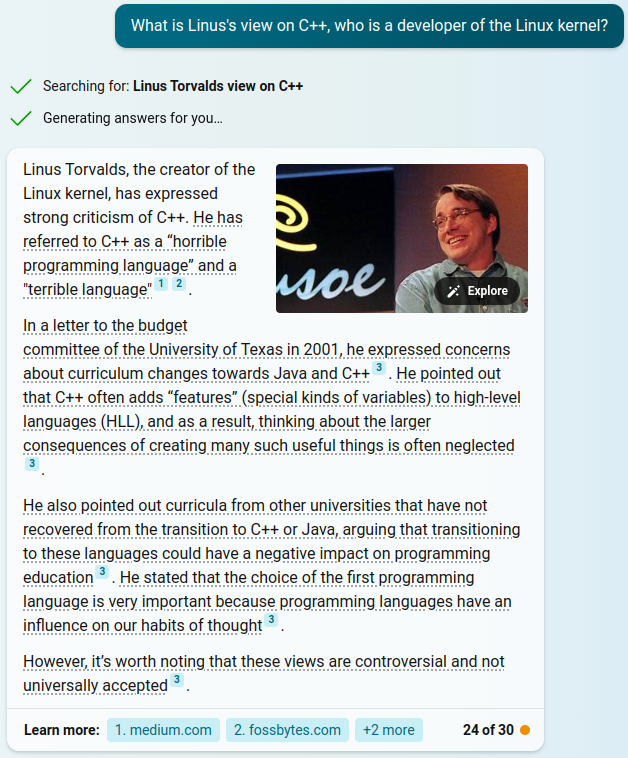 What is Linus's view on C++, who is a developer of the Linux kernel?
Searching for: Linus Torvalds view on C++
Generating answers for you…
Linus Torvalds, the creator of the
Linux kernel, has expressed
strong criticism of C++. He has
referred to C++ as a “horrible
programming language” and a
"terrible language" 1 2 .
usoe
Explore
In a letter to the budget
committee of the University of Texas in 2001, he expressed concerns
about curriculum changes towards Java and C++ 3 . He pointed out
that C++ often adds “features” (special kinds of variables) to high-level
languages (HLL), and as a result, thinking about the larger
consequences of creating many such useful things is often neglected
3 .
He also pointed out curricula from other universities that have not
recovered from the transition to C++ or Java, arguing that transitioning
to these languages could have a negative impact on programming
education 3 . He stated that the choice of the first programming
language is very important because programming languages have an
influence on our habits of thought 3 .
However, it’s worth noting that these views are controversial and not
universally accepted 3 .
Learn more: 1. medium.com 2. fossbytes.com +2 more 24 of 30